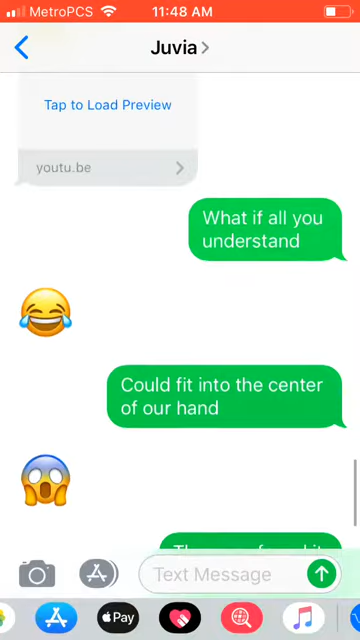 MetroPCS 11:48 AM
Juvia
Tap to Load Preview
youtu.be
What if all you
understand
Could fit into the center
of our hand
Text Message
Pay